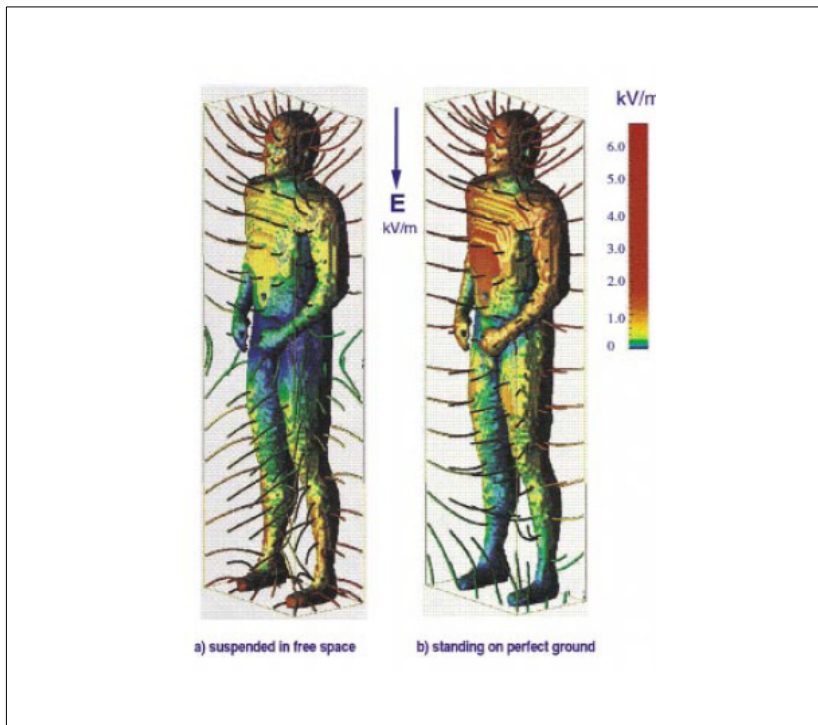 kV/m
E
kV/m
6.0
5.0
4.0
3.0
2.0
1.0
0
a) suspended in free space
b) standing on perfect ground